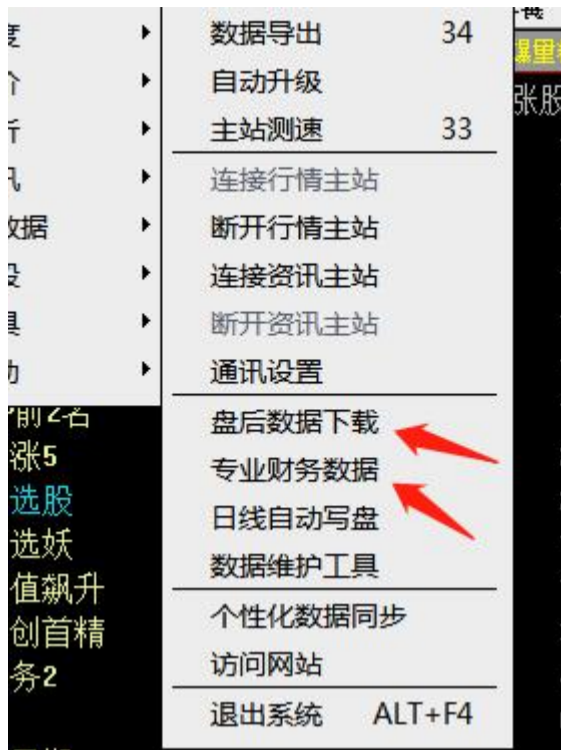 数据导出 34
自动升级
主站测速 33
连接行情主站
断开行情主站
连接资讯主站
断开资讯主站
通讯设置
盘后数据下载
专业财务数据
日线自动写盘
数据维护工具
个性化数据同步
访问网站
退出系统 ALT+F4
据
前2名
涨5
选股
选妖
值飙升
创首精
务2
张股